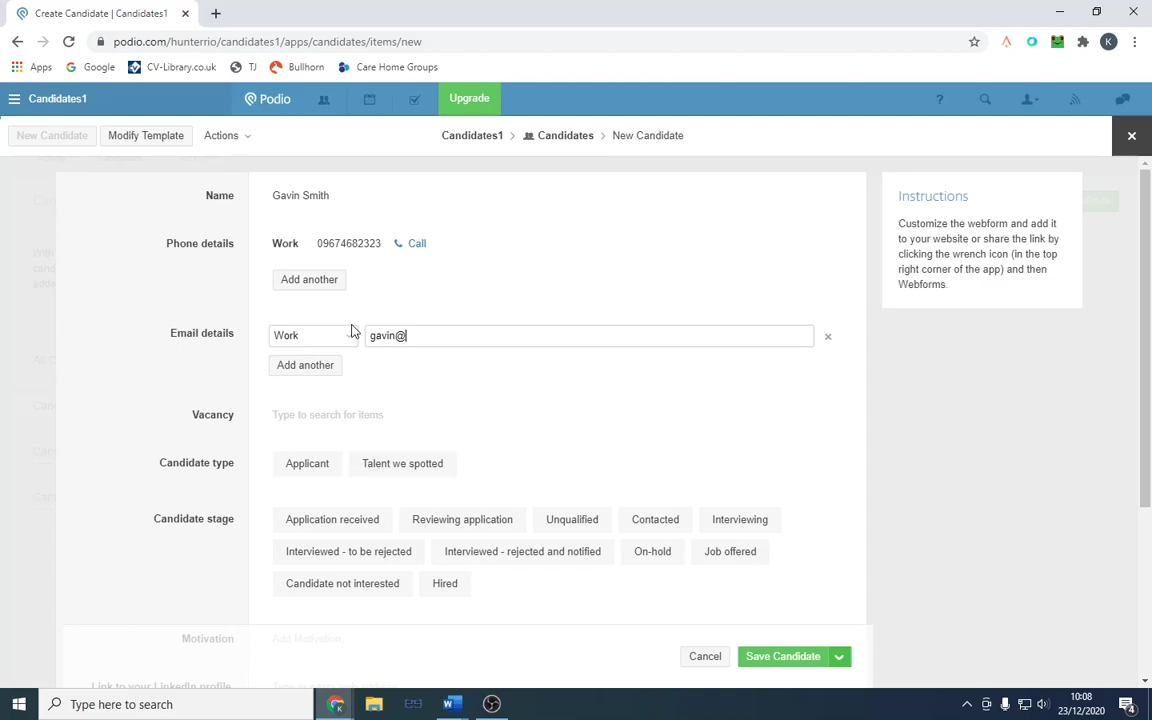 Create Candidate | Candidates1
podio.com/hunterrio/candidates1/apps/candidates/items/new
K
Apps Google CV-Library.co.uk TJ Bullhorn Care Home Groups
Candidates1 Podio Upgrade ?
New Candidate Modify Template Actions Candidates1 > Candidates > New Candidate
Name Gavin Smith
Instructions
Customize the webform and add it
to your website or share the link by
clicking the wrench icon (in the top
right corner of the app) and then
Webforms.
Phone details Work 09674682323 Call
Add another
Email details Work gavin@
Add another
Vacancy Type to search for items
Candidate type Applicant Talent we spotted
Candidate stage Application received Reviewing application Unqualified Contacted Interviewing
Interviewed - to be rejected Interviewed - rejected and notified On-hold Job offered
Candidate not interested Hired
Motivation Add Motivation
Cancel Save Candidate
Link to your LinkedIn profile
Type here to search
10:08
23/12/2020
4